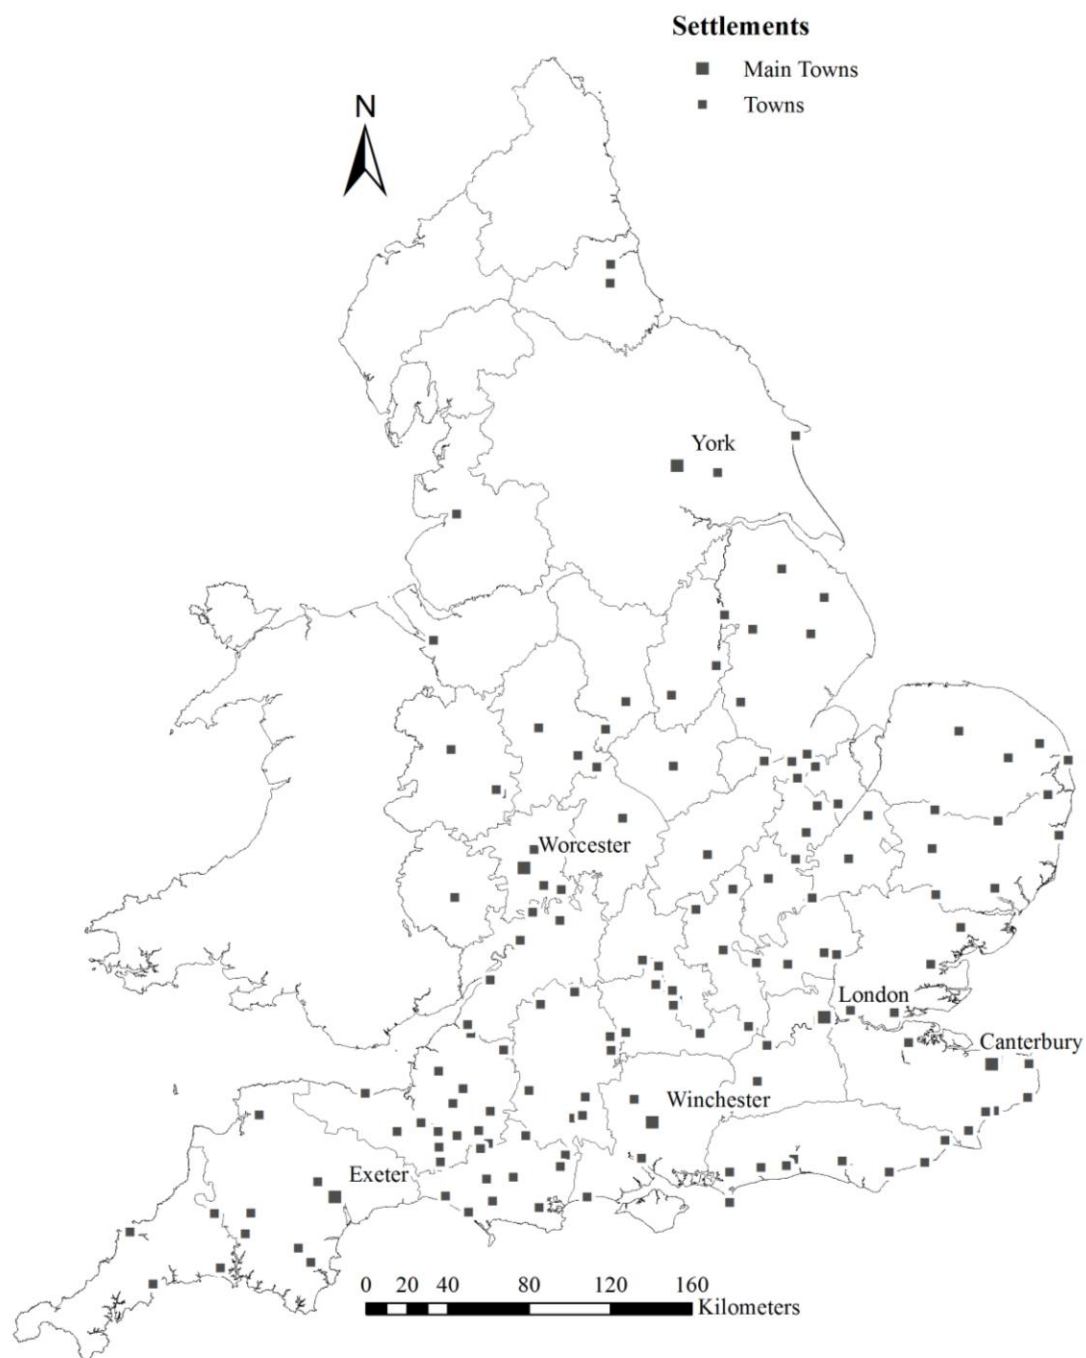 Settlements
Main Towns
Towns
N
York
Worcester
London
Canterbury
Winchester
Exeter
0 20 40 80 120 160
Kilometers